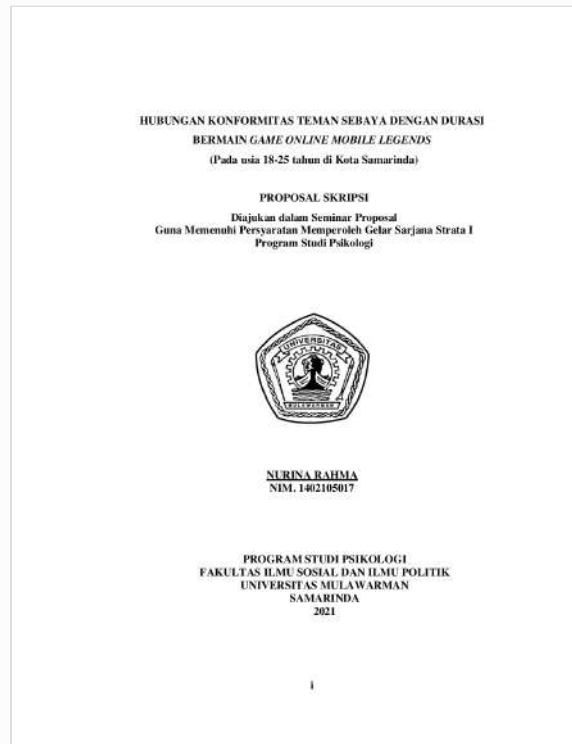 HUBUNGAN KONFORMITAS TEMAN SEBAYA DENGAN DURASI
BERMAIN GAME ONLINE MOBILE LEGENDS
(Pada usia 18-25 tahun di Kota Samarinda)
PROPOSAL SKRIPSI
Diajukan dalam Seminar Proposal
Guna Memenuhi Persyaratan Memperoleh Gelar Sarjana Strata I
Program Studi Psikologi
UNIVERSITAS
MULAWARMAN
NURINA RAHMA
NIM. 1402105017
PROGRAM STUDI PSIKOLOGI
FAKULTAS ILMU SOSIAL DAN ILMU POLITIK
UNIVERSITAS MULAWARMAN
SAMARINDA
2021
i